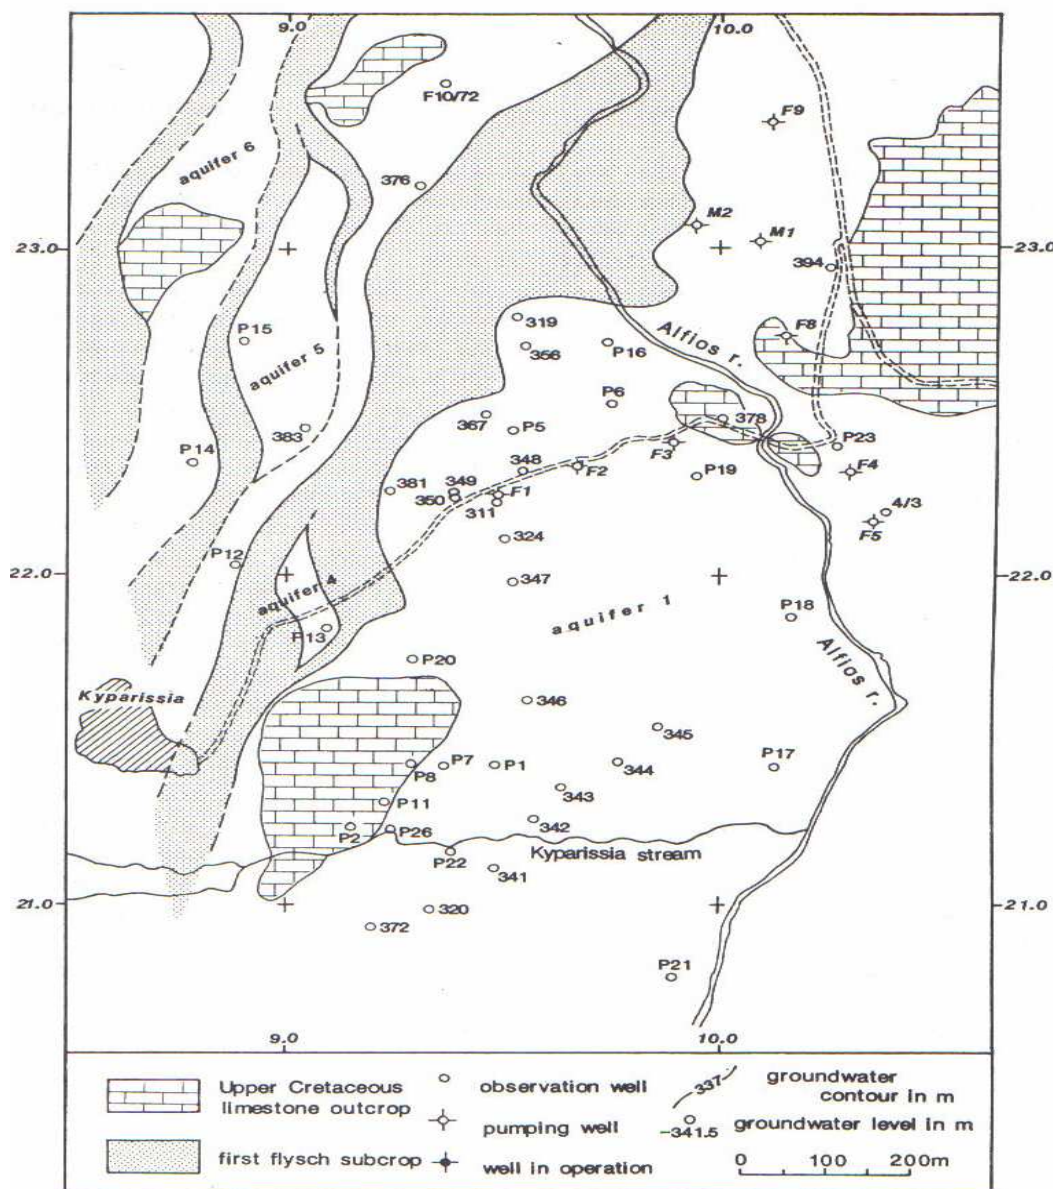 9.0
10.0
F10/72
F9
aquifer 6
376
M2
M1
23.0
23.0
394
319
P15
F8
356
P16
Alfios r.
aquifer 5
P6
367
P5
378
383
P23
P14
348
F2
F3
P19
F4
381
349
350
F1
311
4/3
F5
324
P12
22.0
22.0
aquifer 4
347
aquifer 1
P18
P13
P20
Alfios r.
Kyparissia
346
345
P8
P7
P1
344
P17
343
P11
342
P2
P26
Kyparissia stream
P22
341
21.0
21.0
320
372
P21
9.0
10.0
Upper Cretaceous
limestone outcrop
first flysch subcrop
observation well
pumping well
well in operation
337
groundwater
contour in m
-341.5
groundwater level in m
0 100 200m